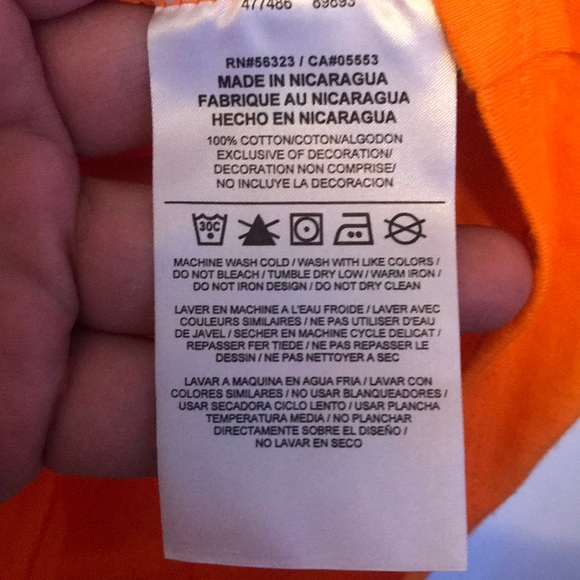 477486 89893
RN#56323 / CA#05553
MADE IN NICARAGUA
FABRIQUE AU NICARAGUA
HECHO EN NICARAGUA
100% COTTON/COTON/ALGODON
EXCLUSIVE OF DECORATION/
DECORATION NON COMPRISE/
NO INCLUYE LA DECORACION
30C
MACHINE WASH COLD / WASH WITH LIKE COLORS /
DO NOT BLEACH / TUMBLE DRY LOW / WARM IRON /
DO NOT IRON DESIGN / DO NOT DRY CLEAN
LAVER EN MACHINE A L'EAU FROIDE / LAVER AVEC
COULEURS SIMILAIRES / NE PAS UTILISER D'EAU
DE JAVEL / SECHER EN MACHINE CYCLE DELICAT /
REPASSER FER TIEDE / NE PAS REPASSER LE
DESSIN / NE PAS NETTOYER A SEC
LAVAR A MAQUINA EN AGUA FRIA / LAVAR CON
COLORES SIMILARES / NO USAR BLANQUEADORES /
USAR SECADORA CICLO LENTO / USAR PLANCHA
TEMPERATURA MEDIA / NO PLANCHAR
DIRECTAMENTE SOBRE EL DISEÑO /
NO LAVAR EN SECO